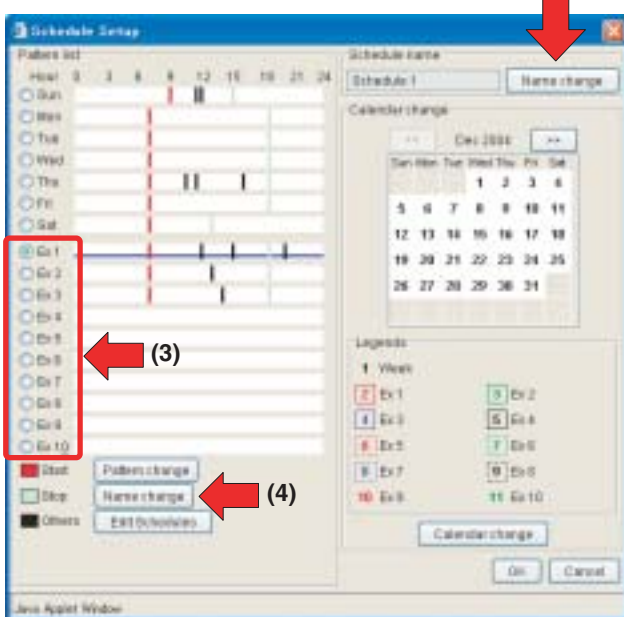 Schedule Setup
Pattern list
Hour 0 3 6 9 12 15 18 21 24
Sun
Mon
Tue
Wed
Thu
Fri
Sat
Ex 1
Ex 2
Ex 3
Ex 4
Ex 5
Ex 6
Ex 7
Ex 8
Ex 9
Ex 10
(3)
Start
Pattern change
Stop
Name change
(4)
Others
Edit Schedules
Schedule name
Schedule 1
Name change
Calendar change
<< Dec 2004 >>
Sun Mon Tue Wed Thu Fri Sat
1 2 3 4
5 6 7 8 9 10 11
12 13 14 15 16 17 18
19 20 21 22 23 24 25
26 27 28 29 30 31
Legends
1 Week
2 Ex 1
3 Ex 2
4 Ex 3
5 Ex 4
6 Ex 5
7 Ex 6
8 Ex 7
9 Ex 8
10 Ex 9
11 Ex 10
Calendar change
OK
Cancel
Java Applet Window